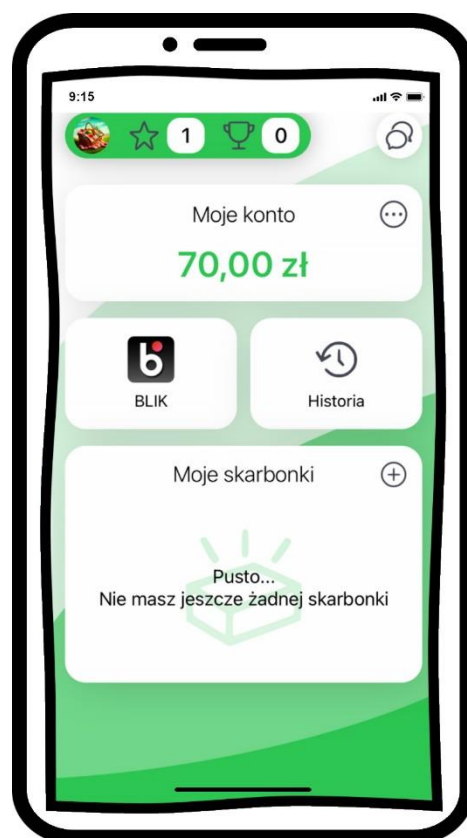 9:15
1 0
Moje konto
70,00 zł
b
BLIK
Historia
Moje skarbonki
Pusto...
Nie masz jeszcze żadnej skarbonki